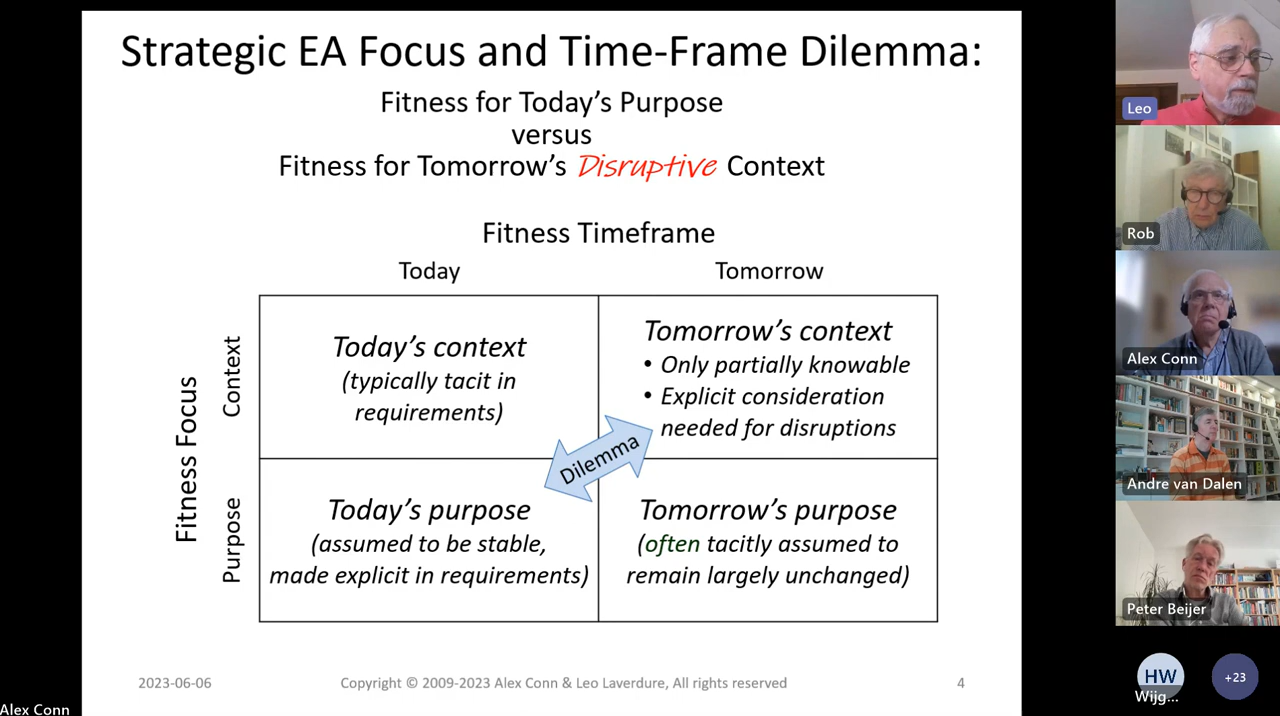 Strategic EA Focus and Time-Frame Dilemma:
Fitness for Today's Purpose
versus
Fitness for Tomorrow's Disruptive Context
Fitness Timeframe
Today
Tomorrow
Fitness Focus
Context
Today's context
(typically tacit in
requirements)
Tomorrow's context
• Only partially knowable
• Explicit consideration
needed for disruptions
Dilemma
Purpose
Today's purpose
(assumed to be stable,
made explicit in requirements)
Tomorrow's purpose
(often tacitly assumed to
remain largely unchanged)
2023-06-06
Copyright © 2009-2023 Alex Conn & Leo Laverdure, All rights reserved
4
Alex Conn
Leo
Rob
Alex Conn
Andre van Dalen
Peter Beijer
HW
Wijg...
+23